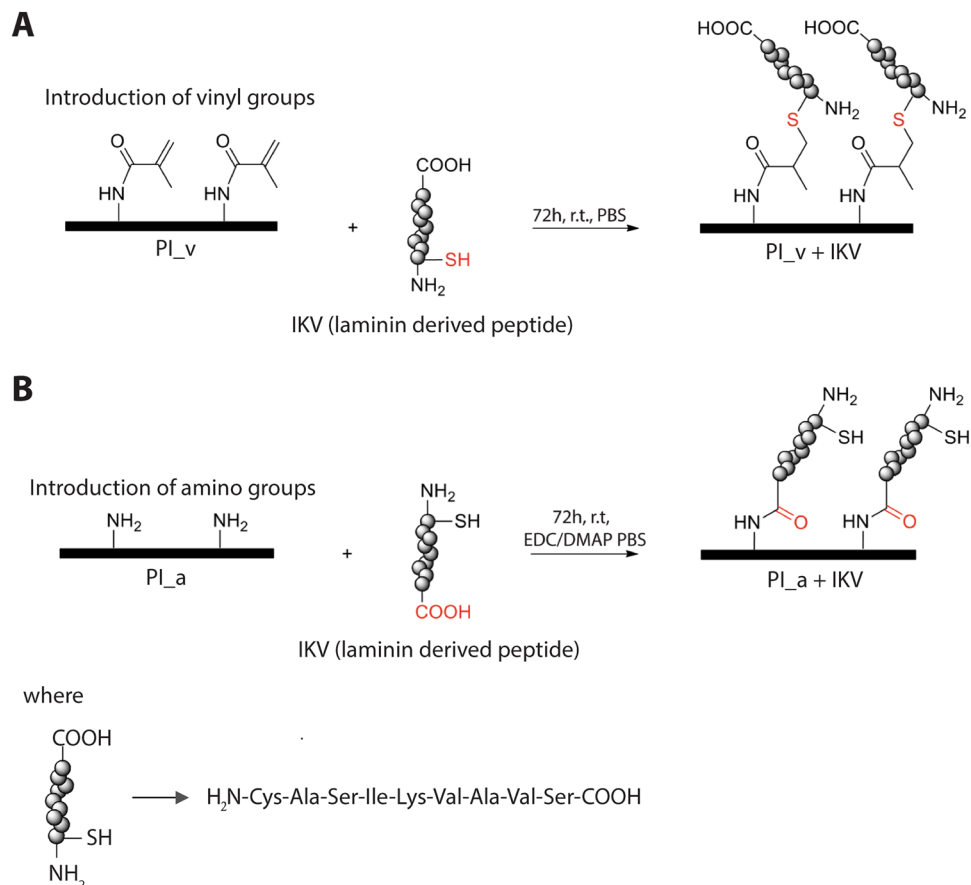 A
Introduction of vinyl groups
O
O
HN
HN
PI_v
+
COOH
SH
NH2
IKV (laminin derived peptide)
72h, r.t., PBS
HOOC
HOOC
NH2
NH2
S
S
O
O
HN
HN
PI_v + IKV
B
Introduction of amino groups
NH2
NH2
PI_a
+
NH2
SH
COOH
IKV (laminin derived peptide)
72h, r.t,
EDC/DMAP PBS
NH2
NH2
SH
SH
HN
O
HN
O
PI_a + IKV
where
COOH
SH
NH2
H2N-Cys-Ala-Ser-Ile-Lys-Val-Ala-Val-Ser-COOH